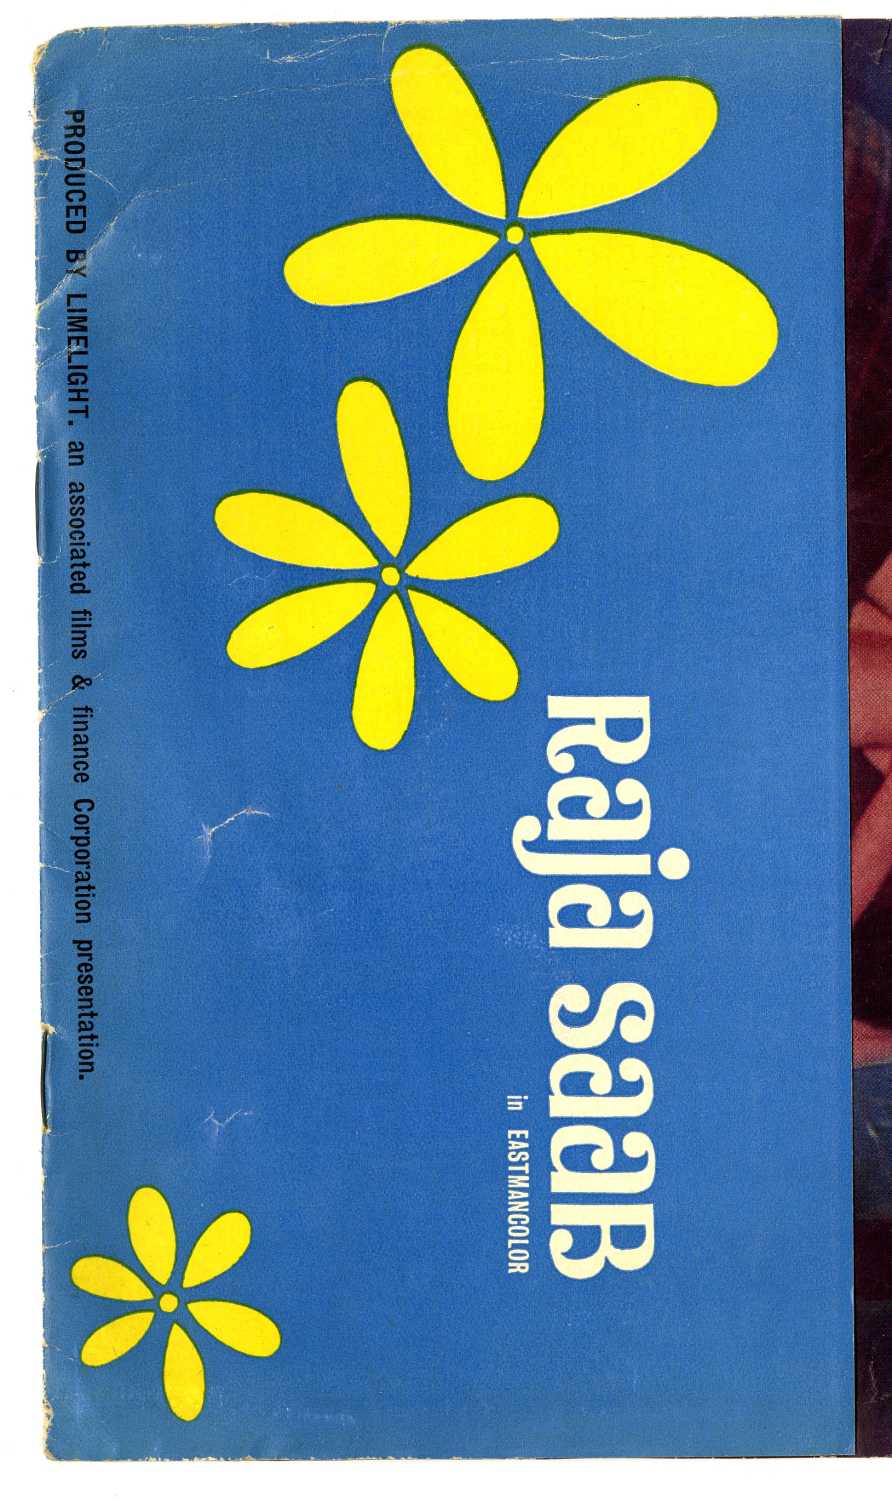 Raja saaB
in EASTMANCOLOR
PRODUCED BY LIMELIGHT. an associated films & finance Corporation presentation.